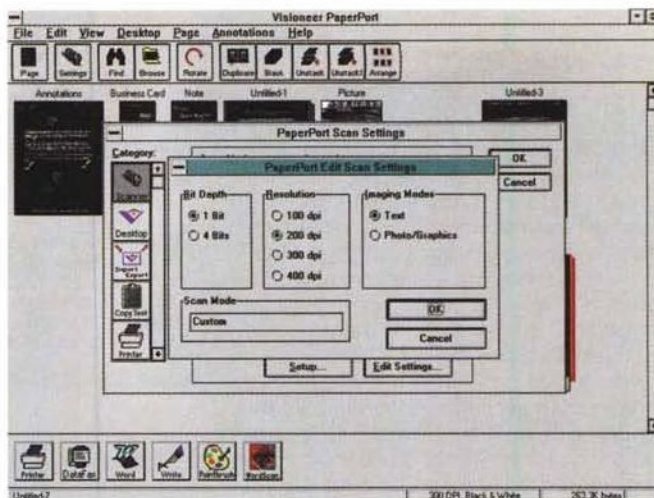 Visioneer PaperPort
File Edit View Desktop Page Annotations Help
Page Settings Find Browse Rotate Duplicate Stack Unstack Unstack2 Arrange
Annotations Business Card Note Untitled-1 Picture Untitled-3
PaperPort Scan Settings
Category:
OK
Cancel
Scanner
Desktop
Import
Export
Copy Text
Printer
PaperPort Edit Scan Settings
Bit Depth
1 Bit
4 Bits
Resolution
100 dpi
200 dpi
300 dpi
400 dpi
Imaging Modes
Text
Photo/Graphics
Scan Mode
Custom
OK
Cancel
Setup... Edit Settings...
Printer DataFax Word Write Paintbrush
Untitled-7 300 DPI, Black & White 263.3K bytes